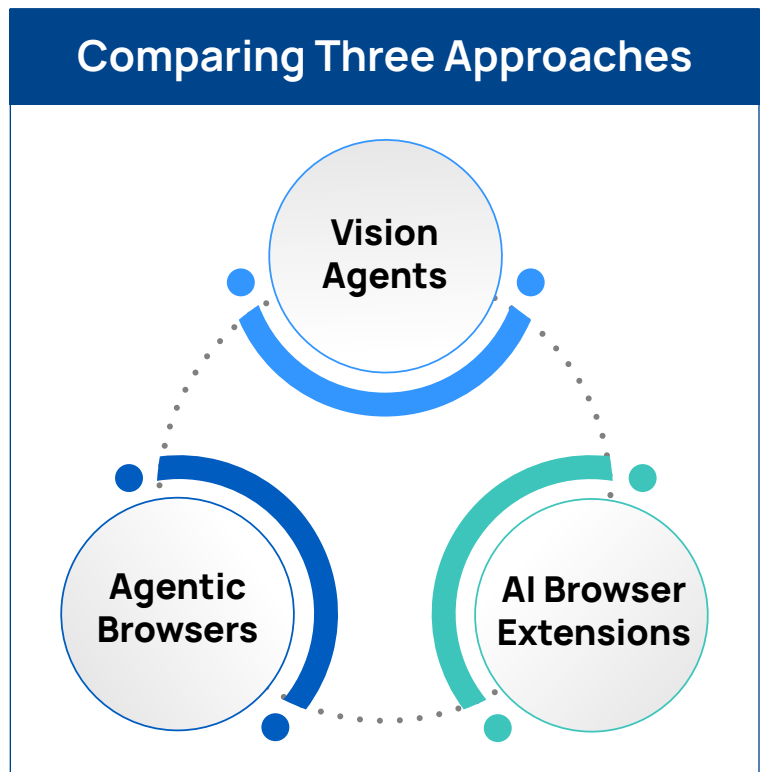 Comparing Three Approaches
Vision
Agents
Agentic
Browsers
AI Browser
Extensions